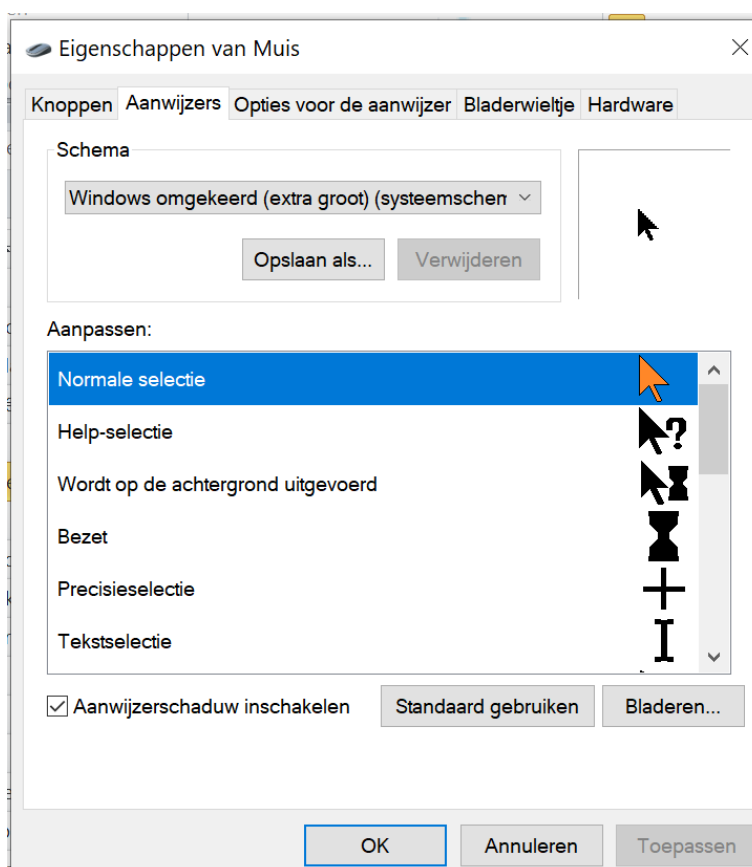 Eigenschappen van Muis
Knoppen Aanwijzers Opties voor de aanwijzer Bladerwieltje Hardware
Schema
Windows omgekeerd (extra groot) (systeemschem
Opslaan als... Verwijderen
Aanpassen:
Normale selectie
Help-selectie
Wordt op de achtergrond uitgevoerd
Bezet
Precisieselectie
Tekstselectie
Aanwijzerschaduw inschakelen Standaard gebruiken Bladeren...
OK Annuleren Toepassen